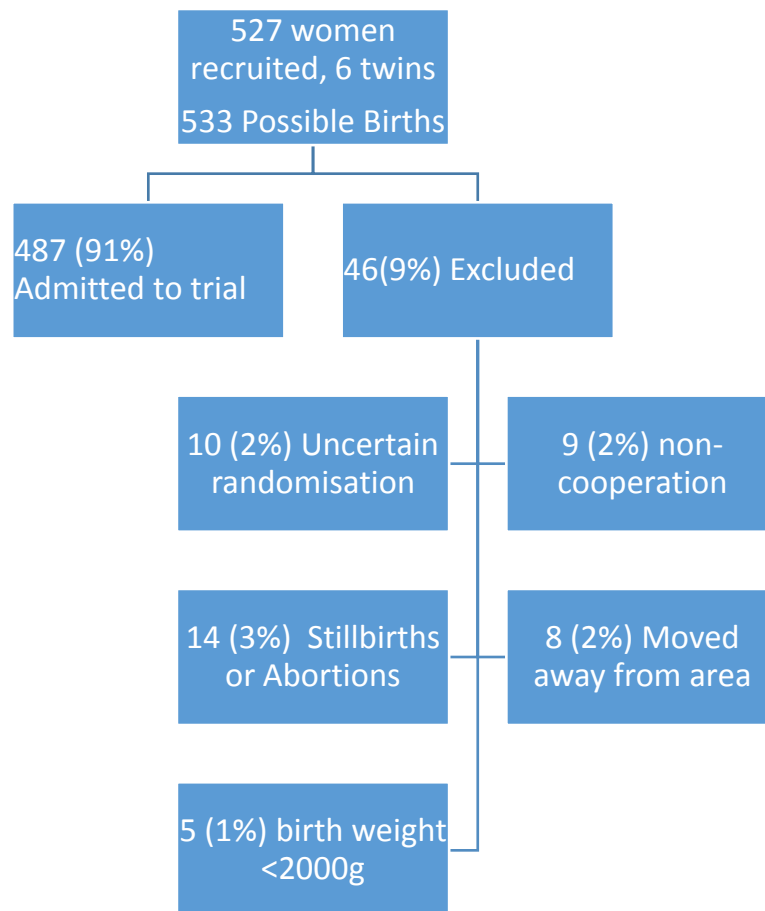 527 women
recruited, 6 twins
533 Possible Births
487 (91%)
Admitted to trial
46(9%) Excluded
10 (2%) Uncertain
randomisation
9 (2%) non-
cooperation
14 (3%) Stillbirths
or Abortions
8 (2%) Moved
away from area
5 (1%) birth weight
<2000g